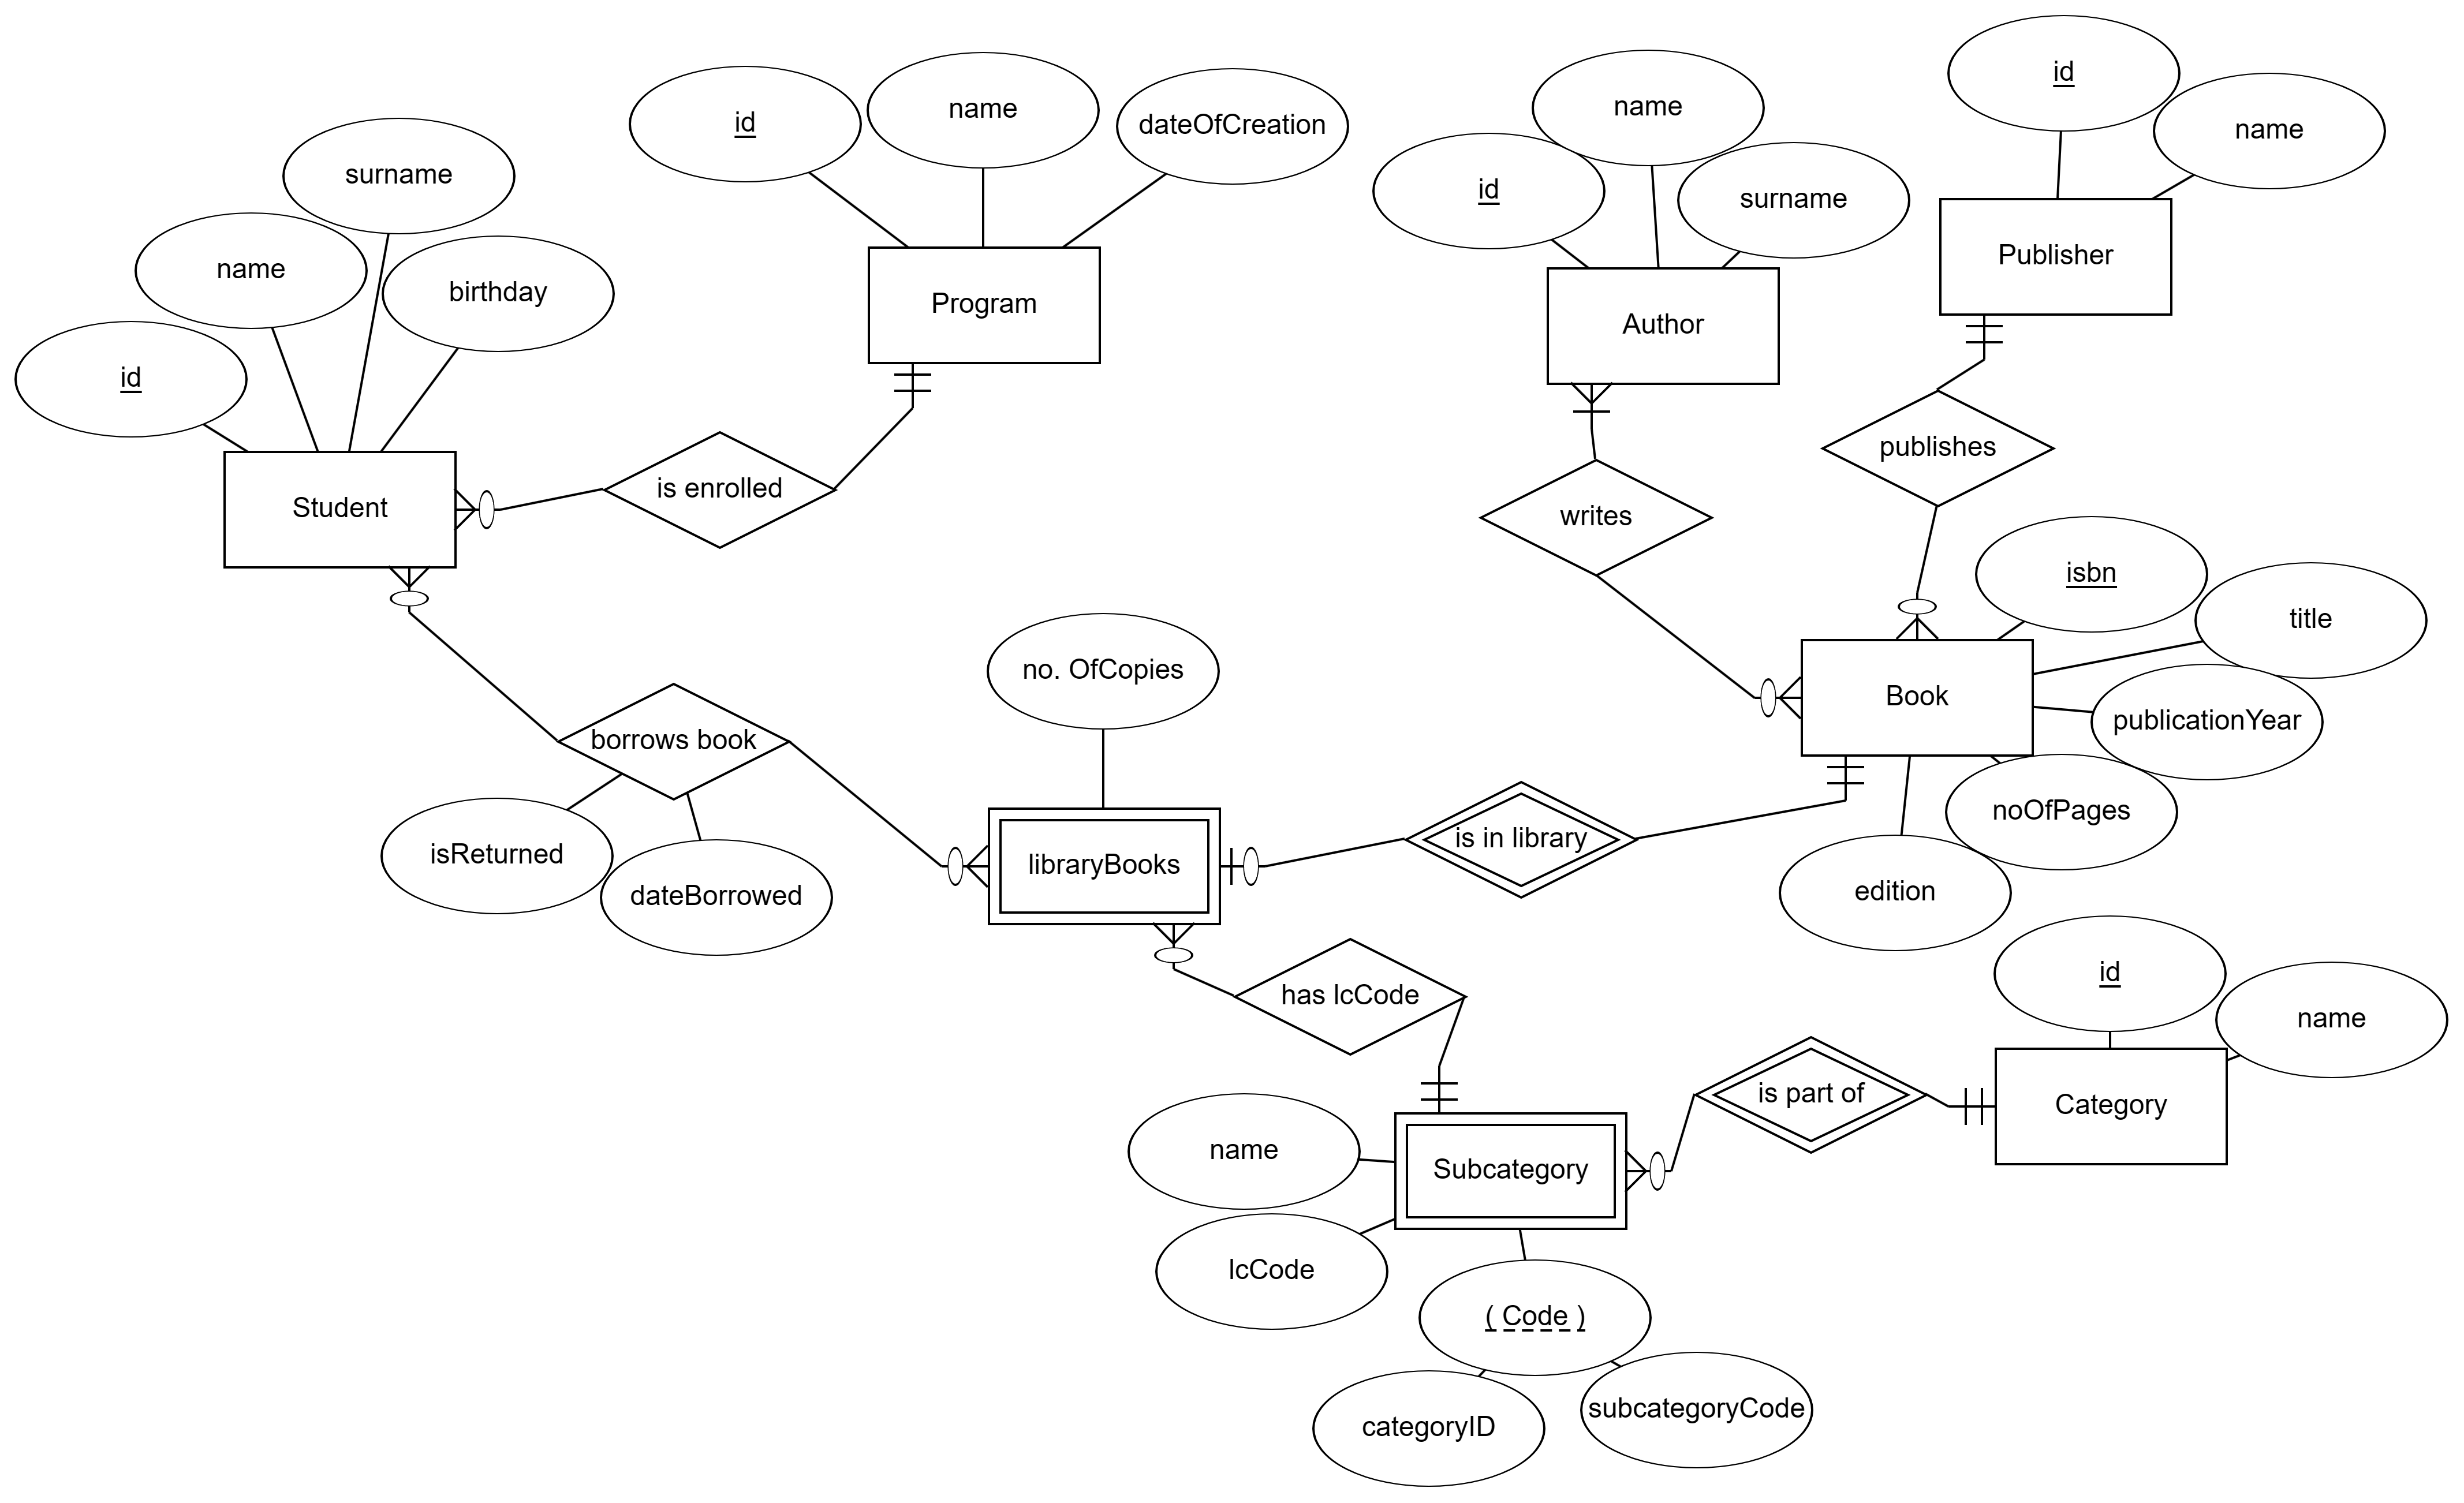 id
name
id
name
dateOfCreation
name
id
surname
name
surname
id
name
birthday
id
Publisher
Program
Author
Student
is enrolled
publishes
writes
isbn
title
Book
publicationYear
no. OfCopies
borrows book
noOfPages
is in library
libraryBooks
isReturned
dateBorrowed
edition
id
has lcCode
name
is part of
Category
name
Subcategory
lcCode
( Code )
categoryID
subcategoryCode